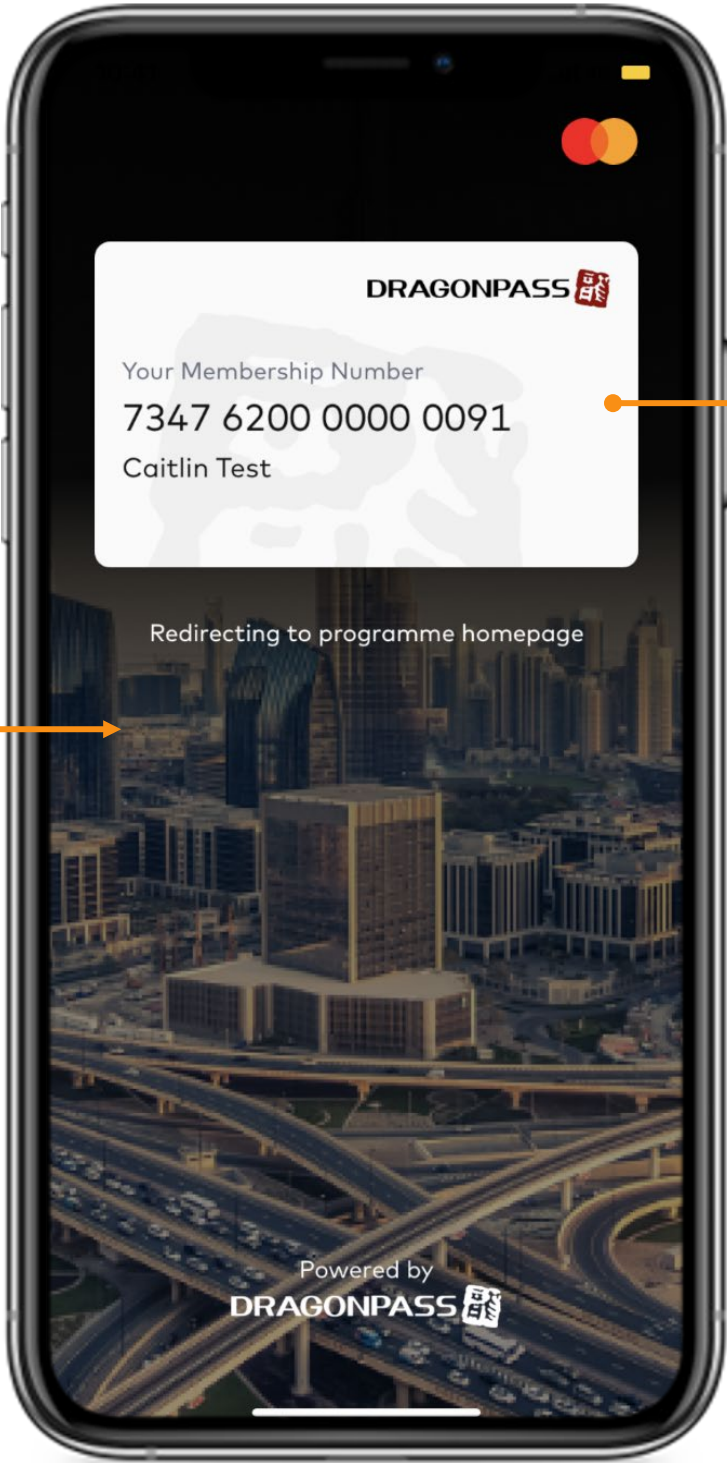 DRAGONPASS
Your Membership Number
7347 6200 0000 0091
Caitlin Test
Redirecting to programme homepage
Powered by
DRAGONPASS